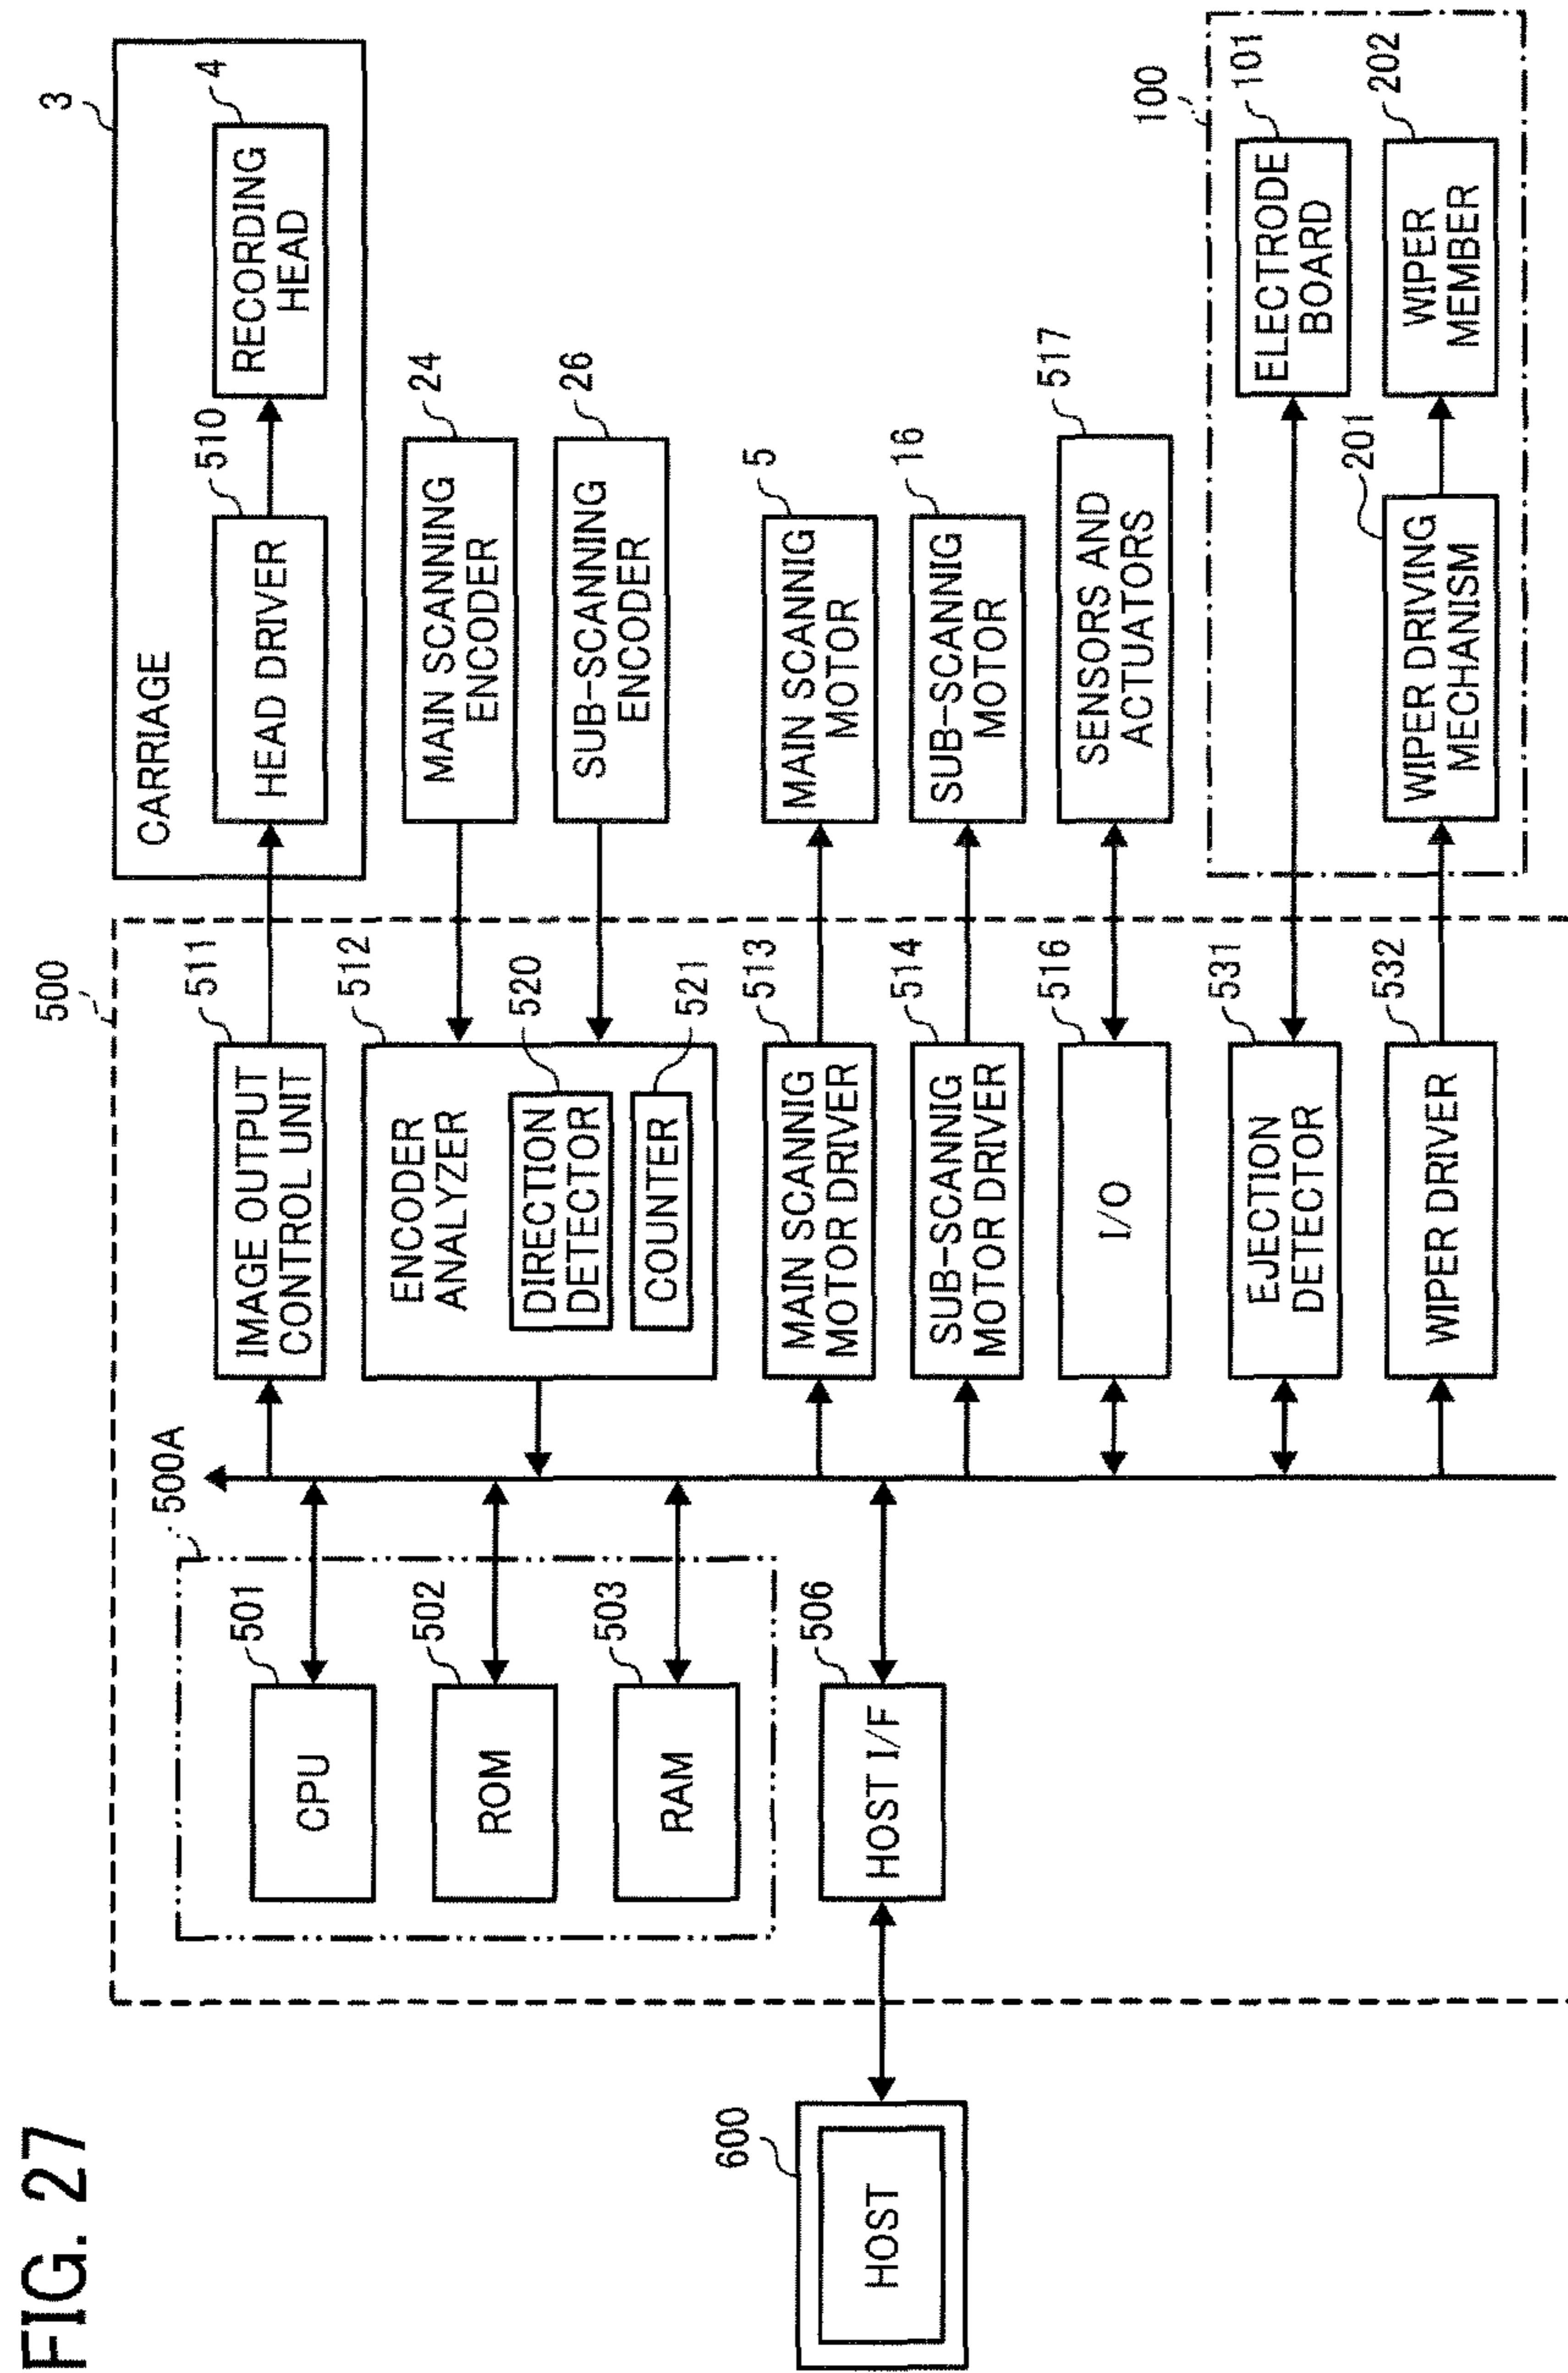 FIG. 27
600
HOST
500
500A
501
CPU
502
ROM
503
RAM
506
HOST I/F
511
IMAGE OUTPUT
CONTROL UNIT
512
ENCODER
ANALYZER
520
DIRECTION
DETECTOR
521
COUNTER
513
MAIN SCANNIG
MOTOR DRIVER
514
SUB-SCANNIG
MOTOR DRIVER
516
I/O
531
EJECTION
DETECTOR
532
WIPER DRIVER
3
CARRIAGE
510
HEAD DRIVER
4
RECORDING
HEAD
24
MAIN SCANNING
ENCODER
26
SUB-SCANNING
ENCODER
5
MAIN SCANNIG
MOTOR
16
SUB-SCANNIG
MOTOR
517
SENSORS AND
ACTUATORS
100
101
ELECTRODE
BOARD
201
WIPER DRIVING
MECHANISM
202
WIPER
MEMBER